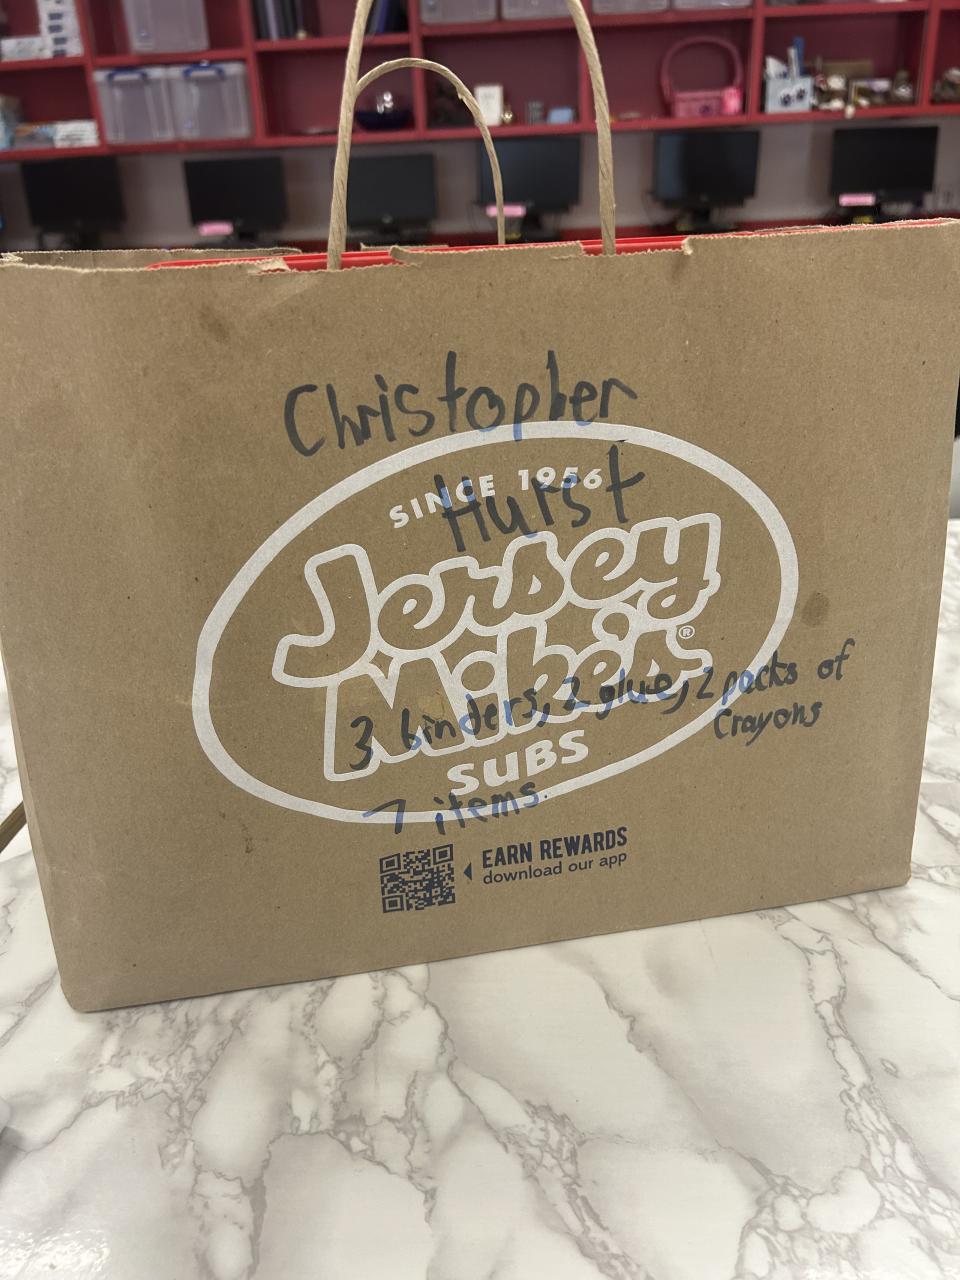 Christopher
SINCE 1956
Hurst
Jersey
Mike's®
3 binders, 2 glue, 2 packs of
Crayons
SUBS
7 items.
EARN REWARDS
download our app